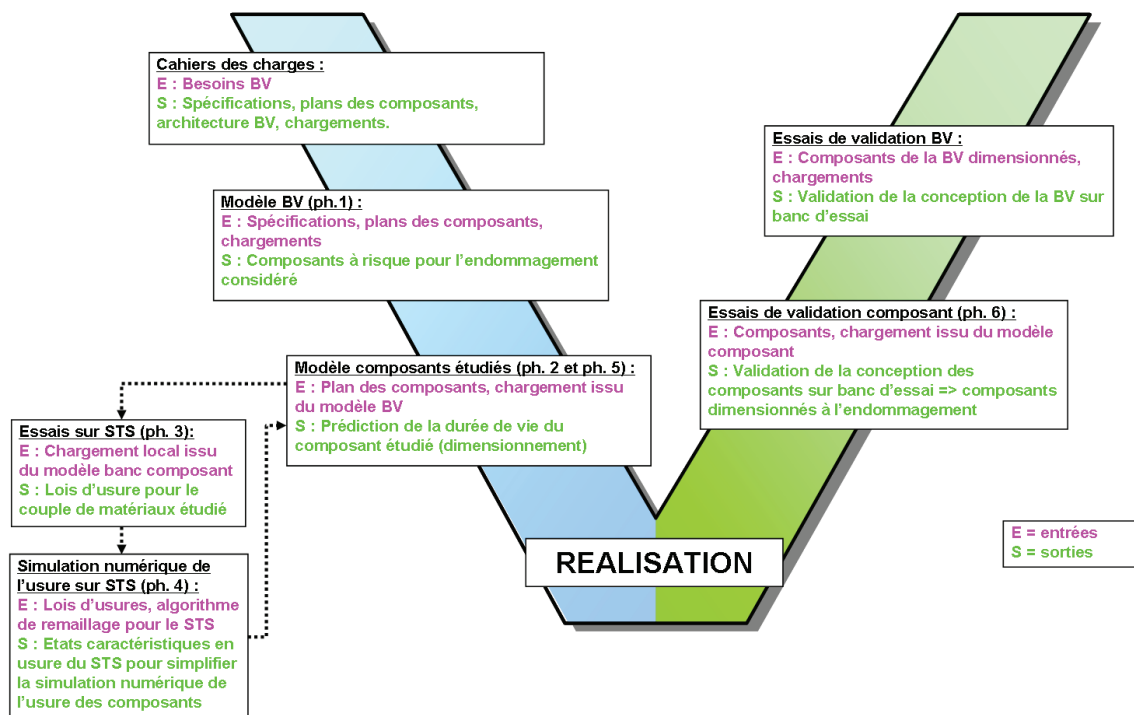 Cahiers des charges :
E : Besoins BV
S : Spécifications, plans des composants,
architecture BV, chargements.
Modèle BV (ph.1) :
E : Spécifications, plans des composants,
chargements
S : Composants à risque pour l'endommagement
considéré
Modèle composants étudiés (ph. 2 et ph. 5) :
E : Plan des composants, chargement issu
du modèle BV
S : Prédiction de la durée de vie du
composant étudié (dimensionnement)
Essais sur STS (ph. 3):
E : Chargement local issu
du modèle banc composant
S : Lois d'usure pour le
couple de matériaux étudié
Simulation numérique de
l'usure sur STS (ph. 4) :
E : Lois d'usures, algorithme
de remaillage pour le STS
S : Etats caractéristiques en
usure du STS pour simplifier
la simulation numérique de
l'usure des composants
REALISATION
Essais de validation BV :
E : Composants de la BV dimensionnés,
chargements
S : Validation de la conception de la BV sur
banc d'essai
Essais de validation composant (ph. 6) :
E : Composants, chargement issu du modèle
composant
S : Validation de la conception des
composants sur banc d'essai => composants
dimensionnés à l'endommagement
E = entrées
S = sorties